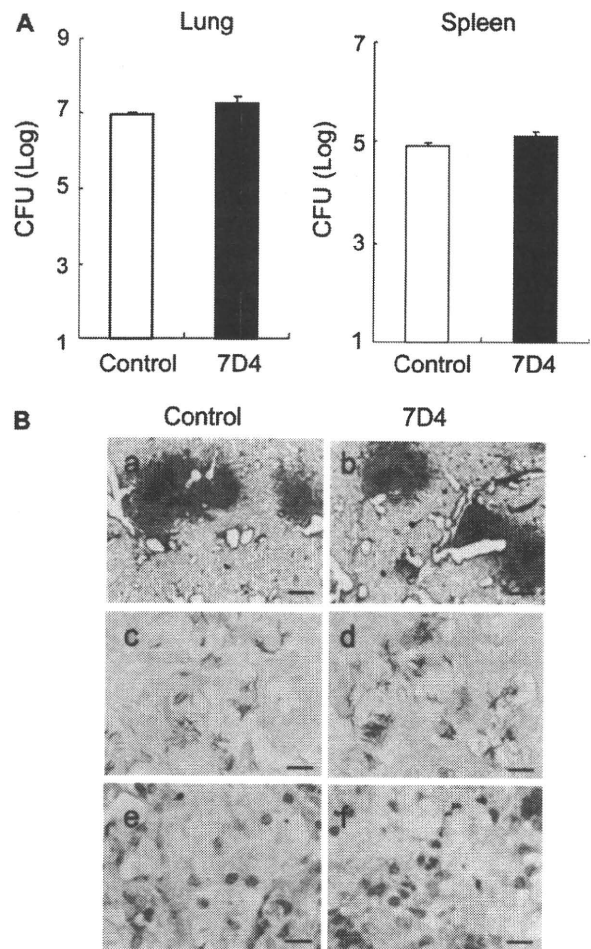 A
Lung
Spleen
CFU (Log)
9
7
5
3
1
Control
7D4
CFU (Log)
7
5
3
1
Control
7D4
B
Control
7D4
a
b
c
d
e
f